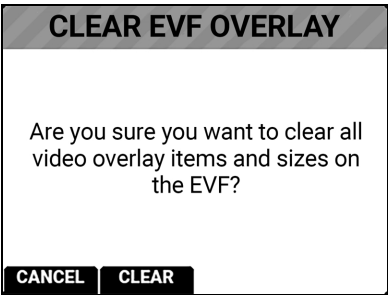 CLEAR EVF OVERLAY
Are you sure you want to clear all
video overlay items and sizes on
the EVF?
CANCEL CLEAR